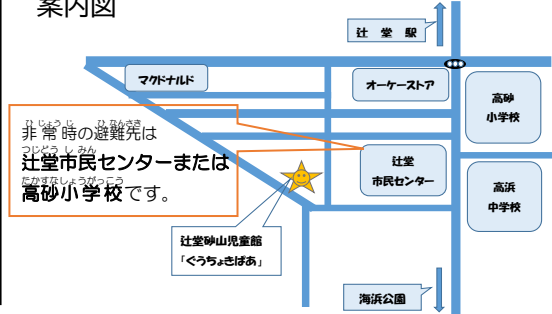 案内図
辻 堂 駅
マクドナルド
オーケーストア
高砂
小学校
ひ じょう じ ひ なんさき
非常時の避難先は
つじどう し みん
辻堂市民センターまたは
たかすなしょうがっこう
高砂小学校です。
辻堂
市民センター
高浜
中学校
辻堂砂山児童館
「ぐうちょきぱあ」
海浜公園